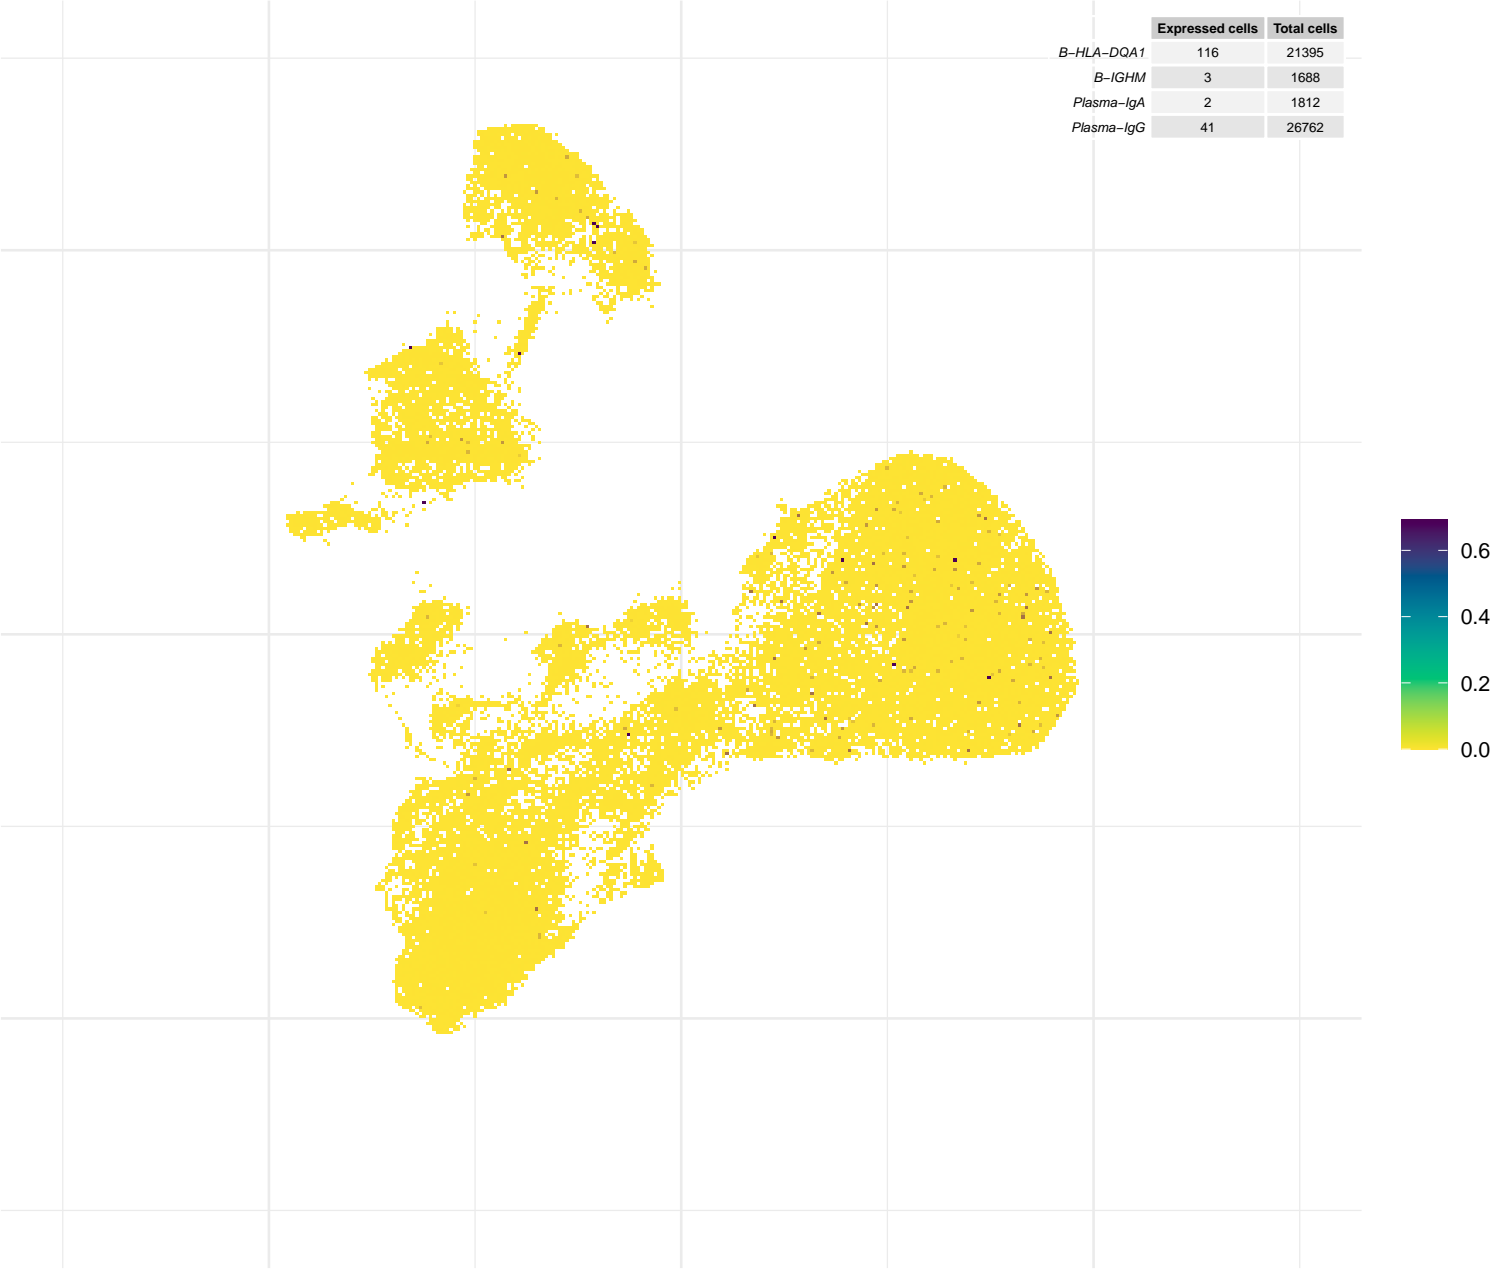 Expressed cells Total cells
B−HLA−DQA1 116 21395
B−IGHM 3 1688
Plasma−IgA 2 1812
Plasma−IgG 41 26762
0.6
0.4
0.2
0.0